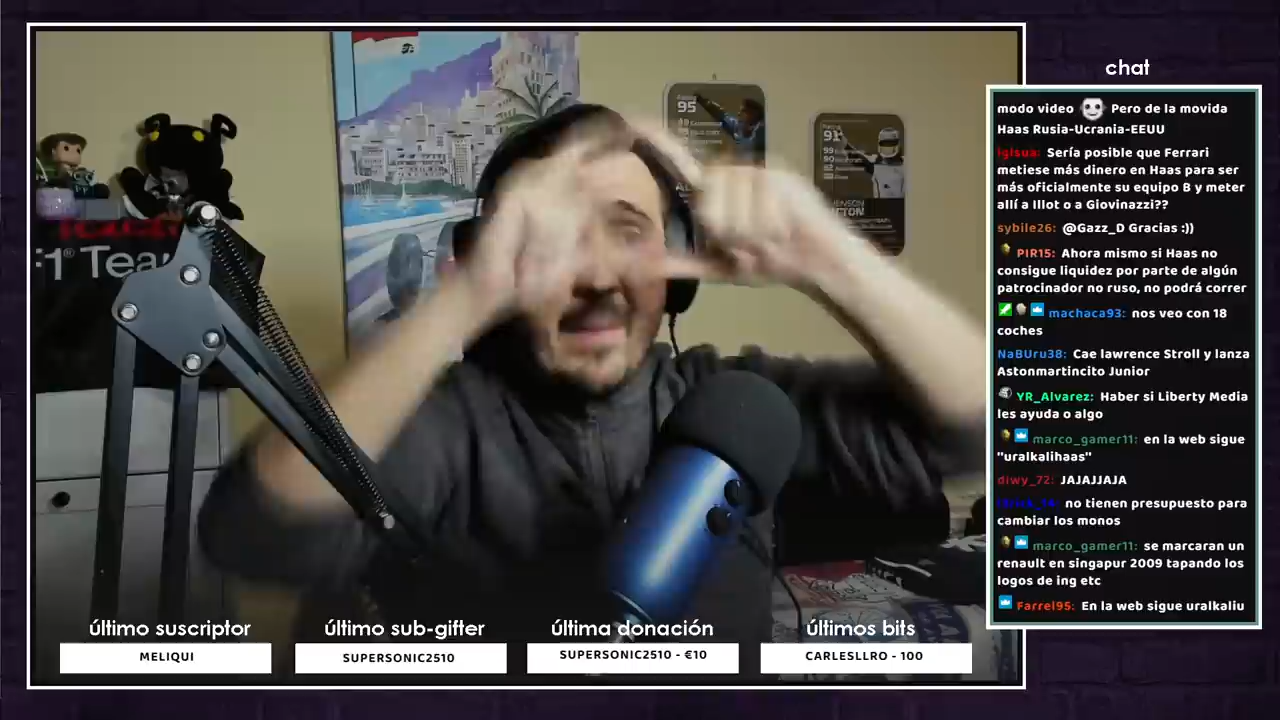 chat
modo video Pero de la movida
Haas Rusia-Ucrania-EEUU
Sería posible que Ferrari
metiese más dinero en Haas para ser
más oficialmente su equipo B y meter
allí a Illot o a Giovinazzi??
sybile26: @Gazz_D Gracias :))
PIR15: Ahora mismo si Haas no
consigue liquidez por parte de algún
patrocinador no ruso, no podrá correr
machaca93: nos veo con 18
coches
NaBUru38: Cae lawrence Stroll y lanza
Astonmartincito Junior
YR_Alvarez: Haber si Liberty Media
les ayuda o algo
marco_gamer11: en la web sigue
"uralkalihaas"
diwy_72: JAJAJJAJA
no tienen presupuesto para
cambiar los monos
marco_gamer11: se marcaran un
renault en singapur 2009 tapando los
logos de ing etc
Farrel95: En la web sigue uralkaliu
95
91
99
90
F1 Tea
último suscriptor
MELIQUI
último sub-gifter
SUPERSONIC2510
última donación
SUPERSONIC2510 - €10
últimos bits
CARLESLLRO - 100